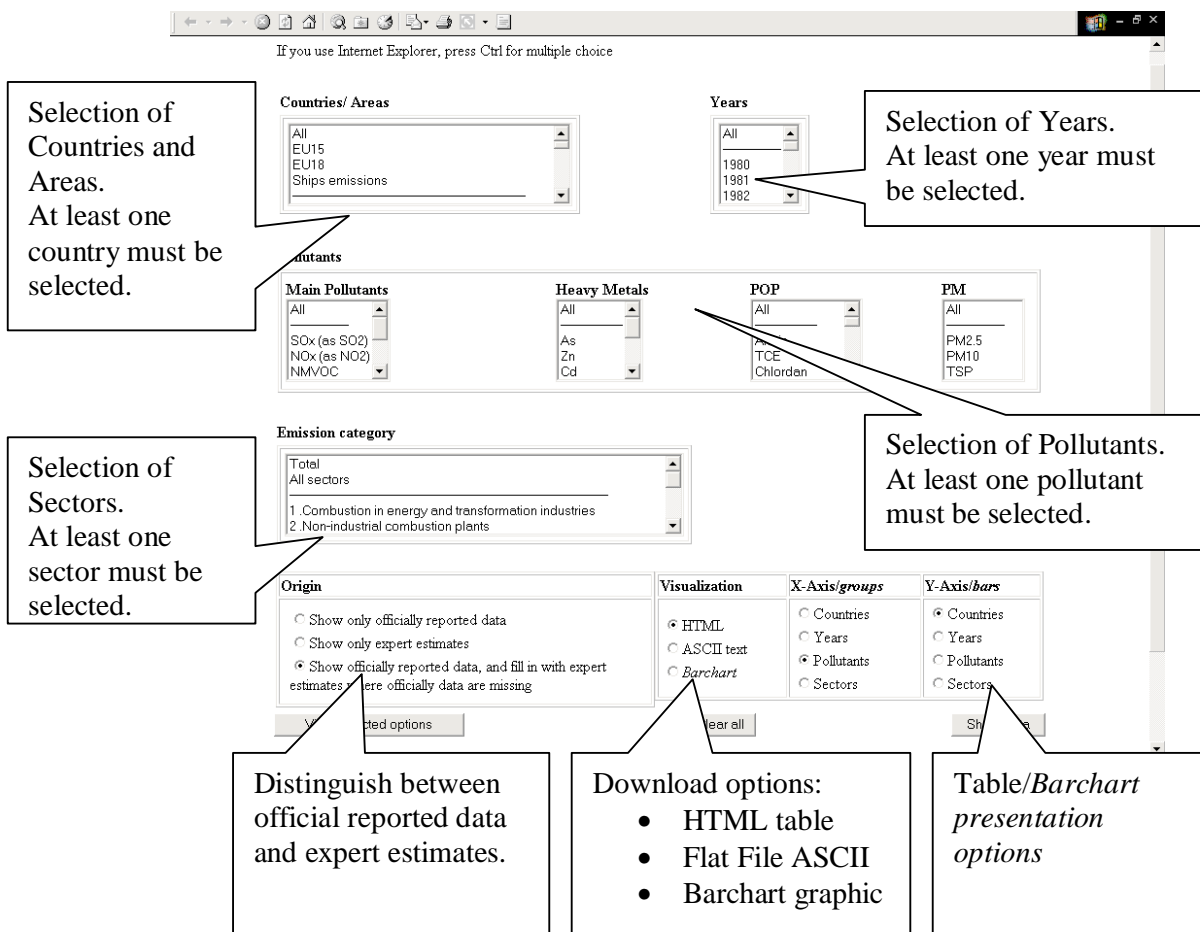 If you use Internet Explorer, press Ctrl for multiple choice
Selection of
Countries and
Areas.
At least one
country must be
selected.
Countries/ Areas
All
EU15
EU18
Ships emissions
Years
All
1980
1981
1982
Selection of Years.
At least one year must
be selected.
Main Pollutants
All
SOx (as SO2)
NOx (as NO2)
NMVOC
Heavy Metals
All
As
Zn
Cd
POP
All
TCE
Chlordan
PM
All
PM2.5
PM10
TSP
Selection of Pollutants.
At least one pollutant
must be selected.
Selection of
Sectors.
At least one
sector must be
selected.
Emission category
Total
All sectors
1 .Combustion in energy and transformation industries
2 .Non-industrial combustion plants
Origin
Show only officially reported data
Show only expert estimates
Show officially reported data, and fill in with expert
estimates where officially data are missing
Visualization
HTML
ASCII text
Barchart
X-Axis/groups
Countries
Years
Pollutants
Sectors
Y-Axis/bars
Countries
Years
Pollutants
Sectors
options
all
Distinguish between
official reported data
and expert estimates.
Download options:
• HTML table
• Flat File ASCII
• Barchart graphic
Table/Barchart
presentation
options